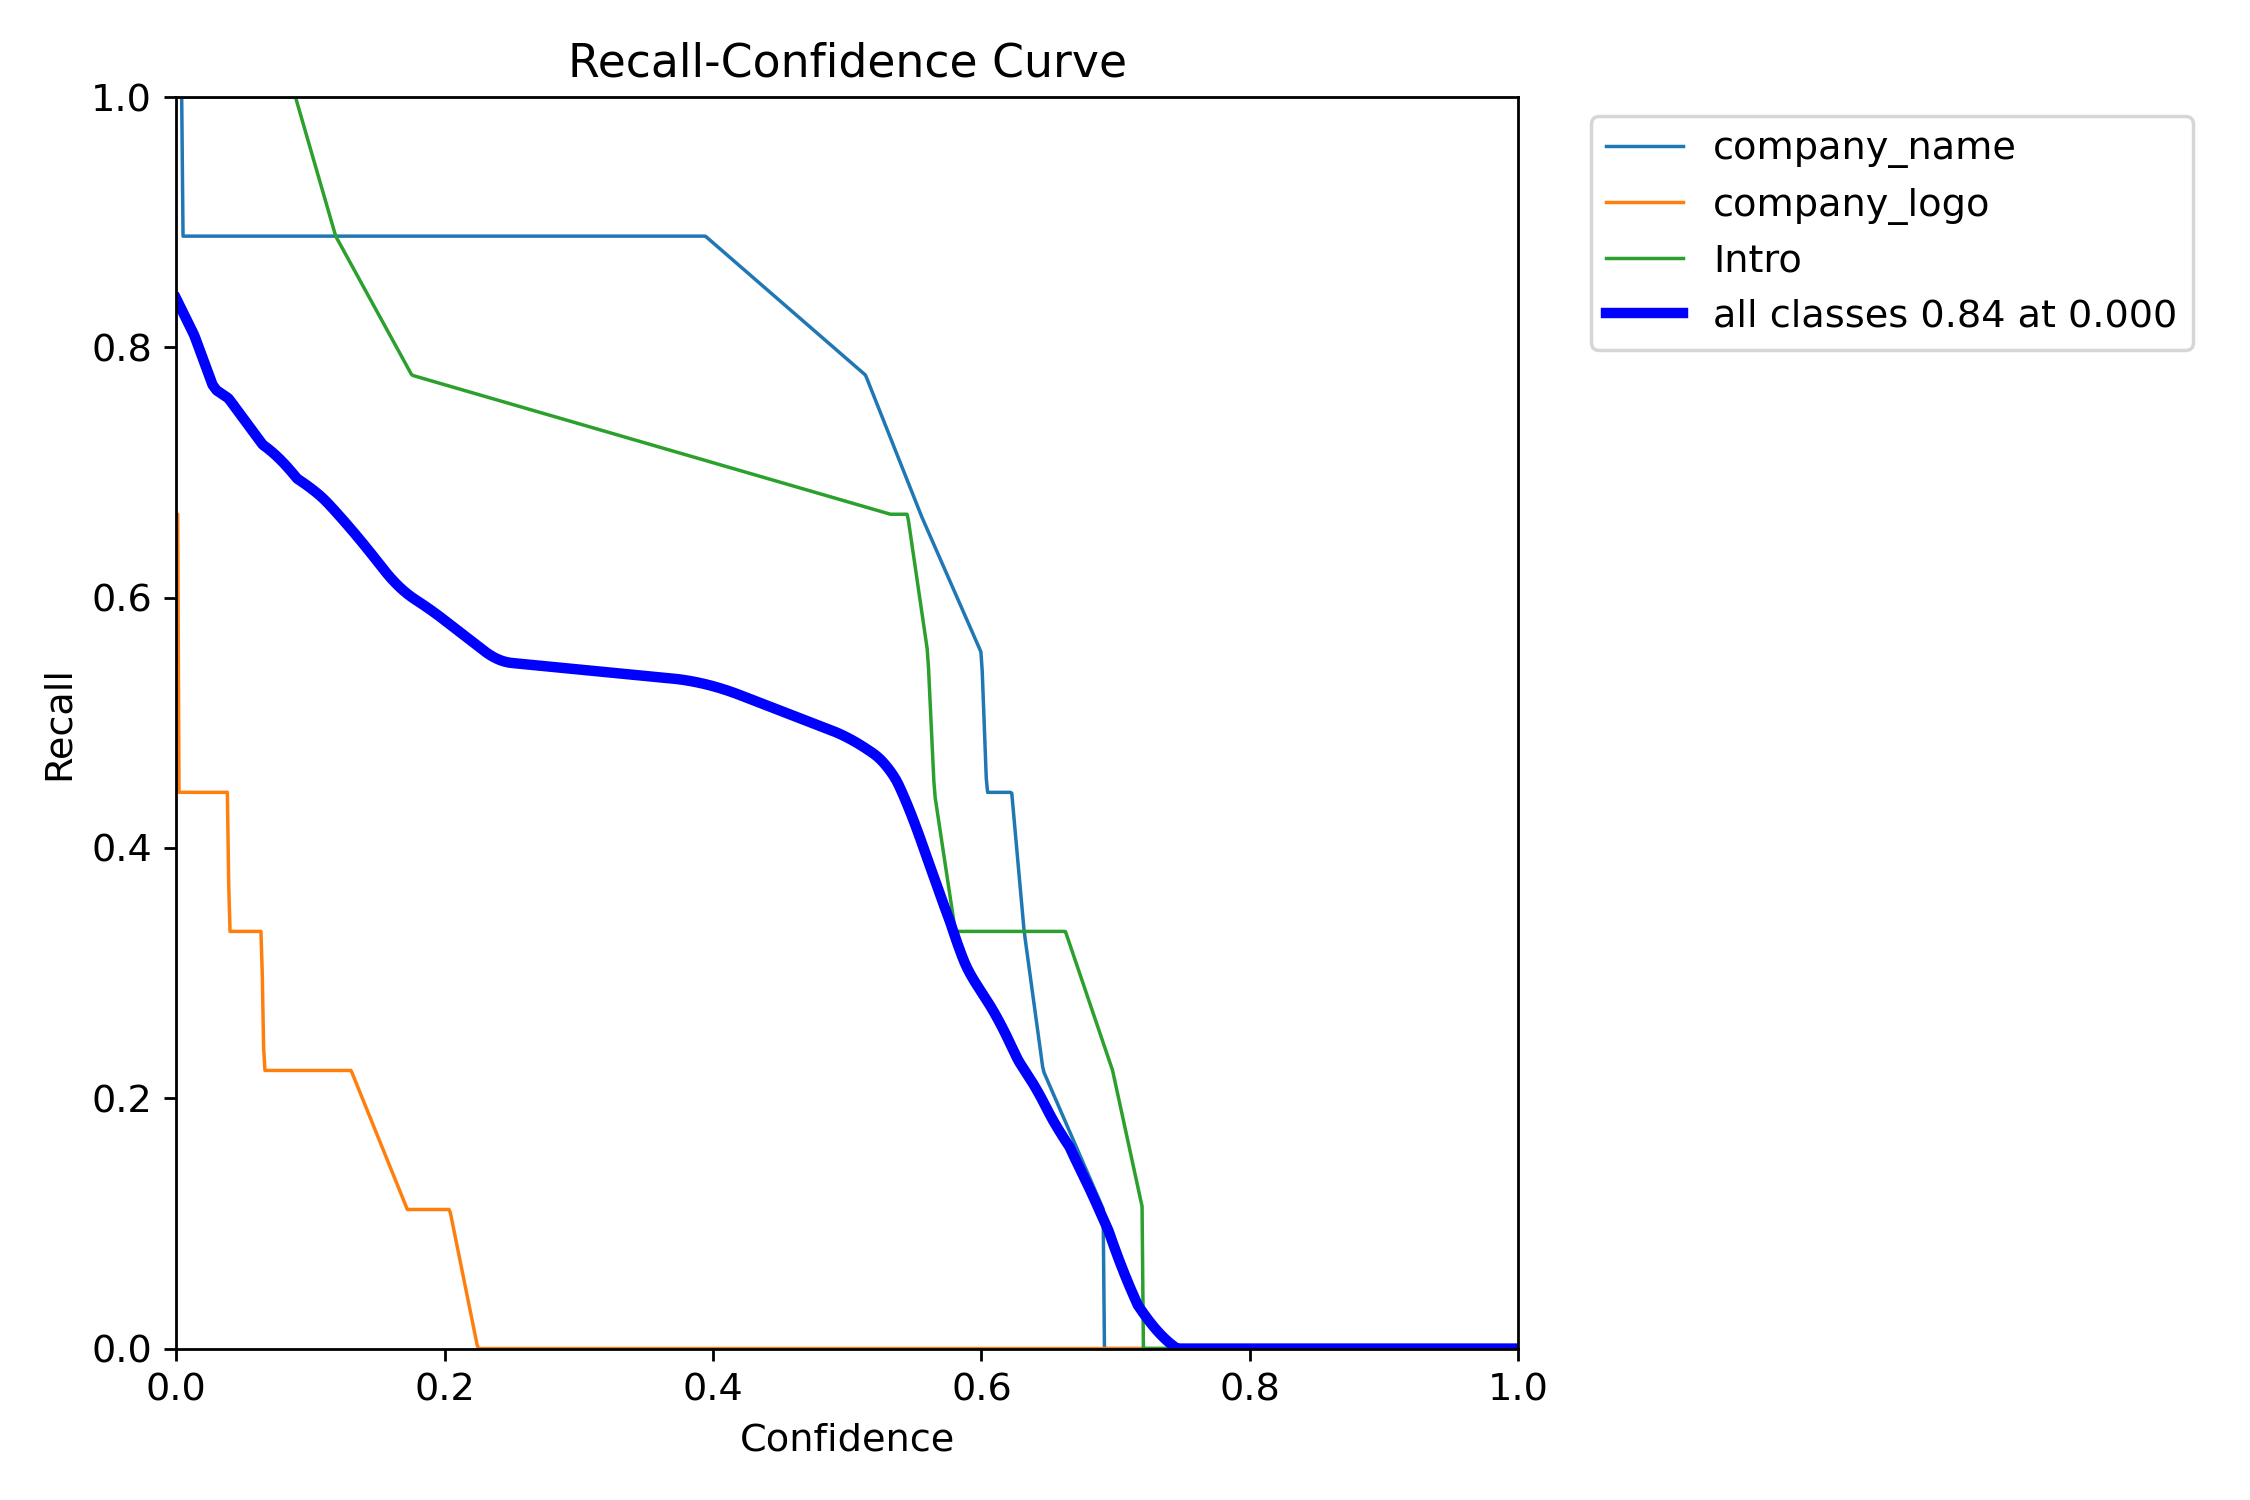 Recall-Confidence Curve
1.0
0.8
0.6
0.4
0.2
0.0
Recall
0.0 0.2 0.4 0.6 0.8 1.0
Confidence
company_name
company_logo
Intro
all classes 0.84 at 0.000